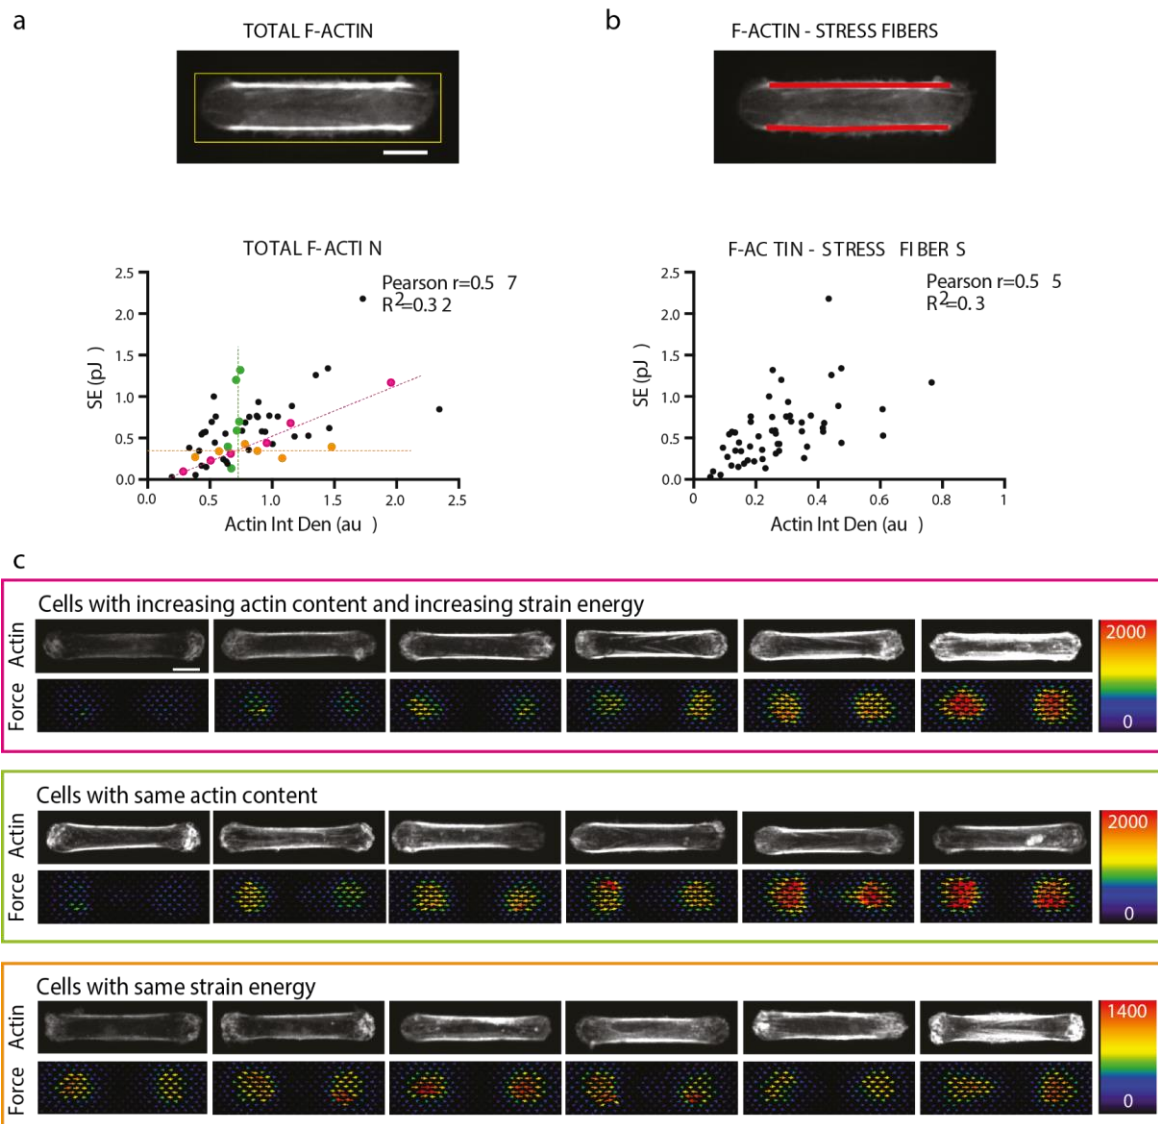 a
TOTAL F-ACTIN
b
F-ACTIN - STRESS FIBERS
TOTAL F-ACTI N
Pearson r=0.5 7
R2=0.3 2
SE (pJ )
2.5
2.0
1.5
1.0
0.5
0.0
0.0 0.5 1.0 1.5 2.0 2.5
Actin Int Den (au )
F-AC TIN - STRESS FI BER S
Pearson r=0.5 5
R2=0. 3
SE (pJ )
2.5
2.0
1.5
1.0
0.5
0.0
0 0.2 0.4 0.6 0.8 1
Actin Int Den (au )
c
Cells with increasing actin content and increasing strain energy
Actin
Force
2000
0
Cells with same actin content
Actin
Force
2000
0
Cells with same strain energy
Actin
Force
1400
0